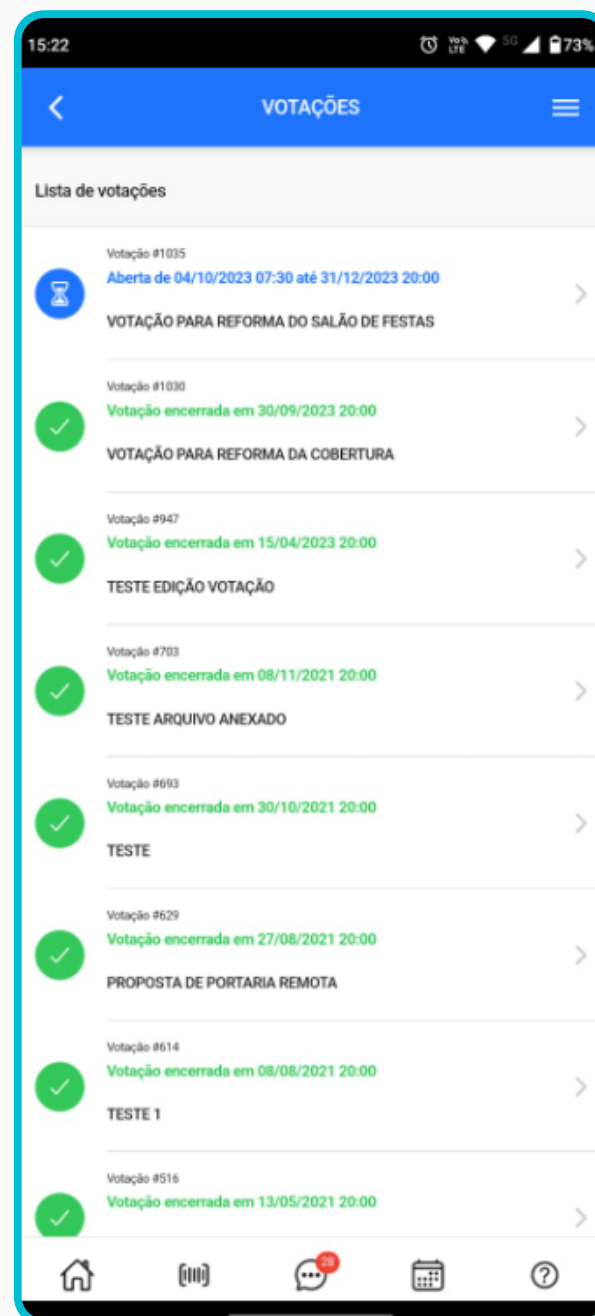 15:22
Vo))
LTE
5G
73%
VOTAÇÕES
Lista de votações
Votação #1035
Aberta de 04/10/2023 07:30 até 31/12/2023 20:00
VOTAÇÃO PARA REFORMA DO SALÃO DE FESTAS
Votação #1030
Votação encerrada em 30/09/2023 20:00
VOTAÇÃO PARA REFORMA DA COBERTURA
Votação #947
Votação encerrada em 15/04/2023 20:00
TESTE EDIÇÃO VOTAÇÃO
Votação #703
Votação encerrada em 08/11/2021 20:00
TESTE ARQUIVO ANEXADO
Votação #693
Votação encerrada em 30/10/2021 20:00
TESTE
Votação #629
Votação encerrada em 27/08/2021 20:00
PROPOSTA DE PORTARIA REMOTA
Votação #614
Votação encerrada em 08/08/2021 20:00
TESTE 1
Votação #516
Votação encerrada em 13/05/2021 20:00
28